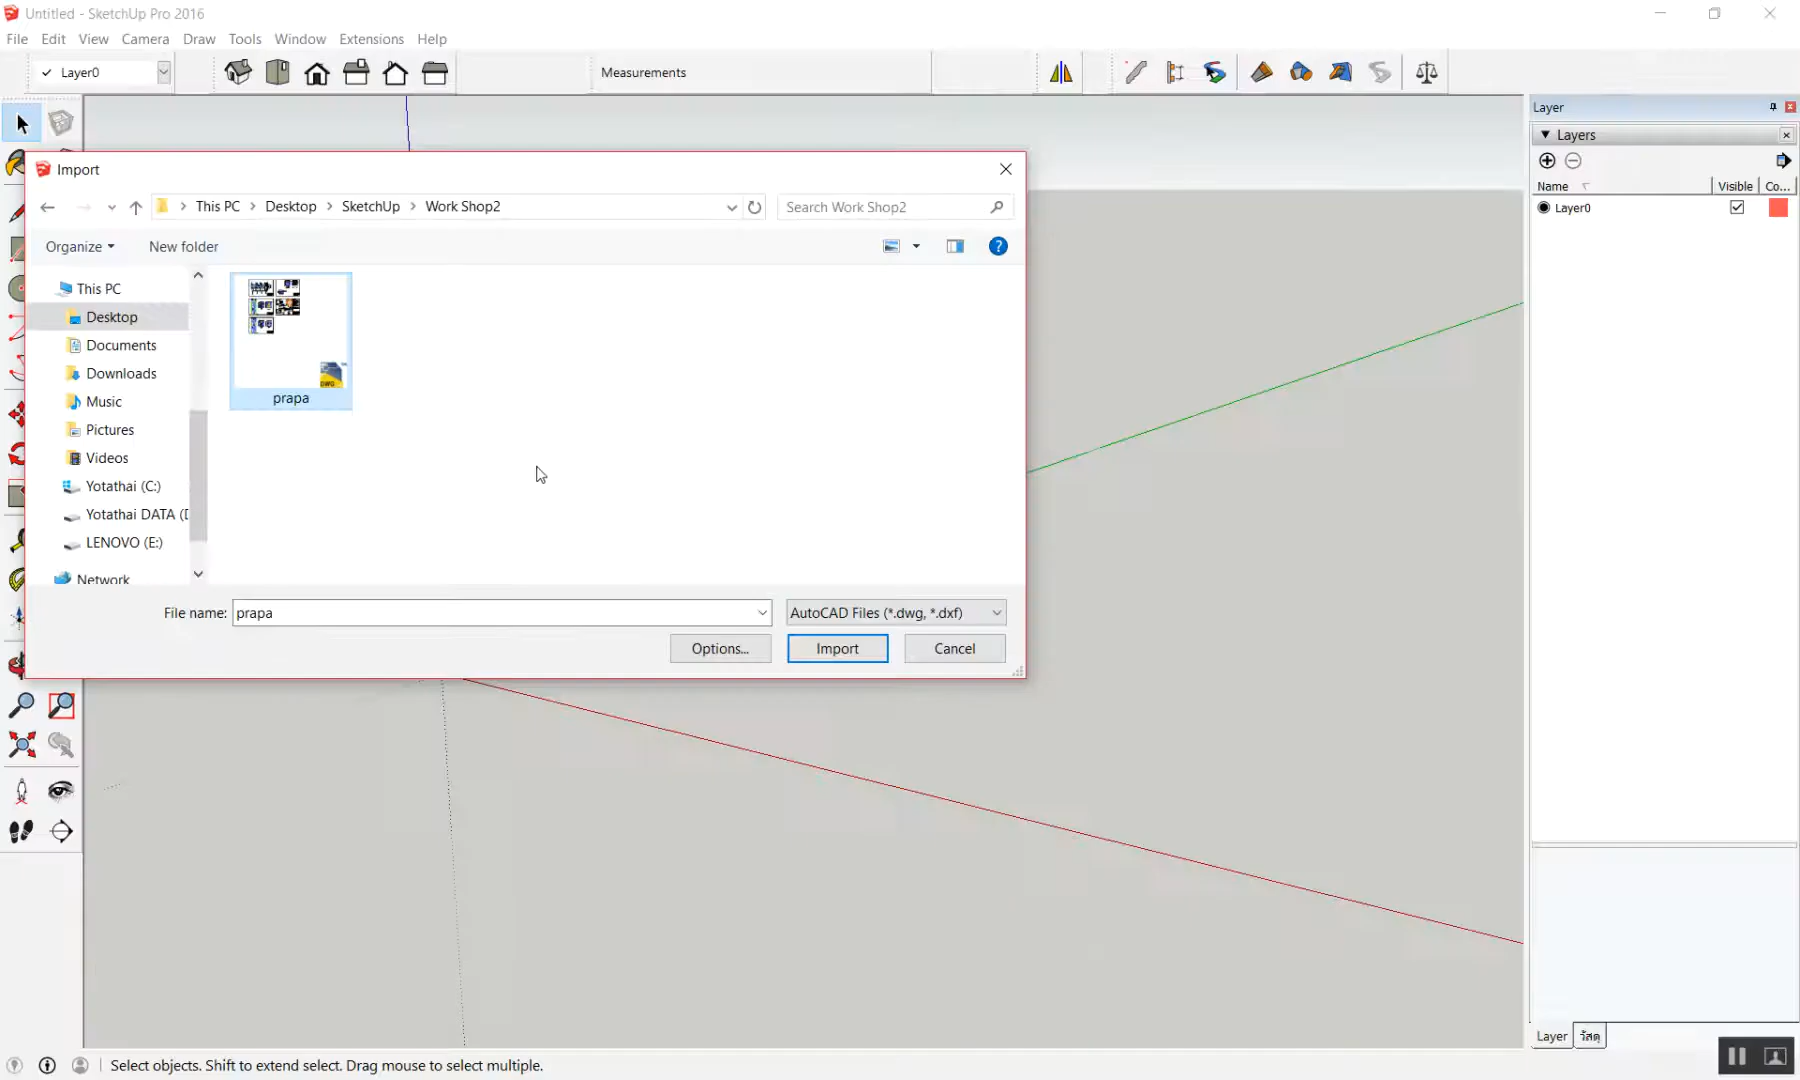 Untitled - SketchUp Pro 2016
File Edit View Camera Draw Tools Window Extensions Help
Layer0
Measurements
Layer
Layers
Name Visible Co...
Layer0
Import
This PC Desktop SketchUp Work Shop2
Search Work Shop2
Organize New folder
This PC
Desktop
Documents
Downloads
Music
Pictures
Videos
Yotathai (C:)
Yotathai DATA (D
LENOVO (E:)
Network
DWG
prapa
File name: prapa
AutoCAD Files (*.dwg, *.dxf)
Options... Import Cancel
Layer วัสดุ
Select objects. Shift to extend select. Drag mouse to select multiple.